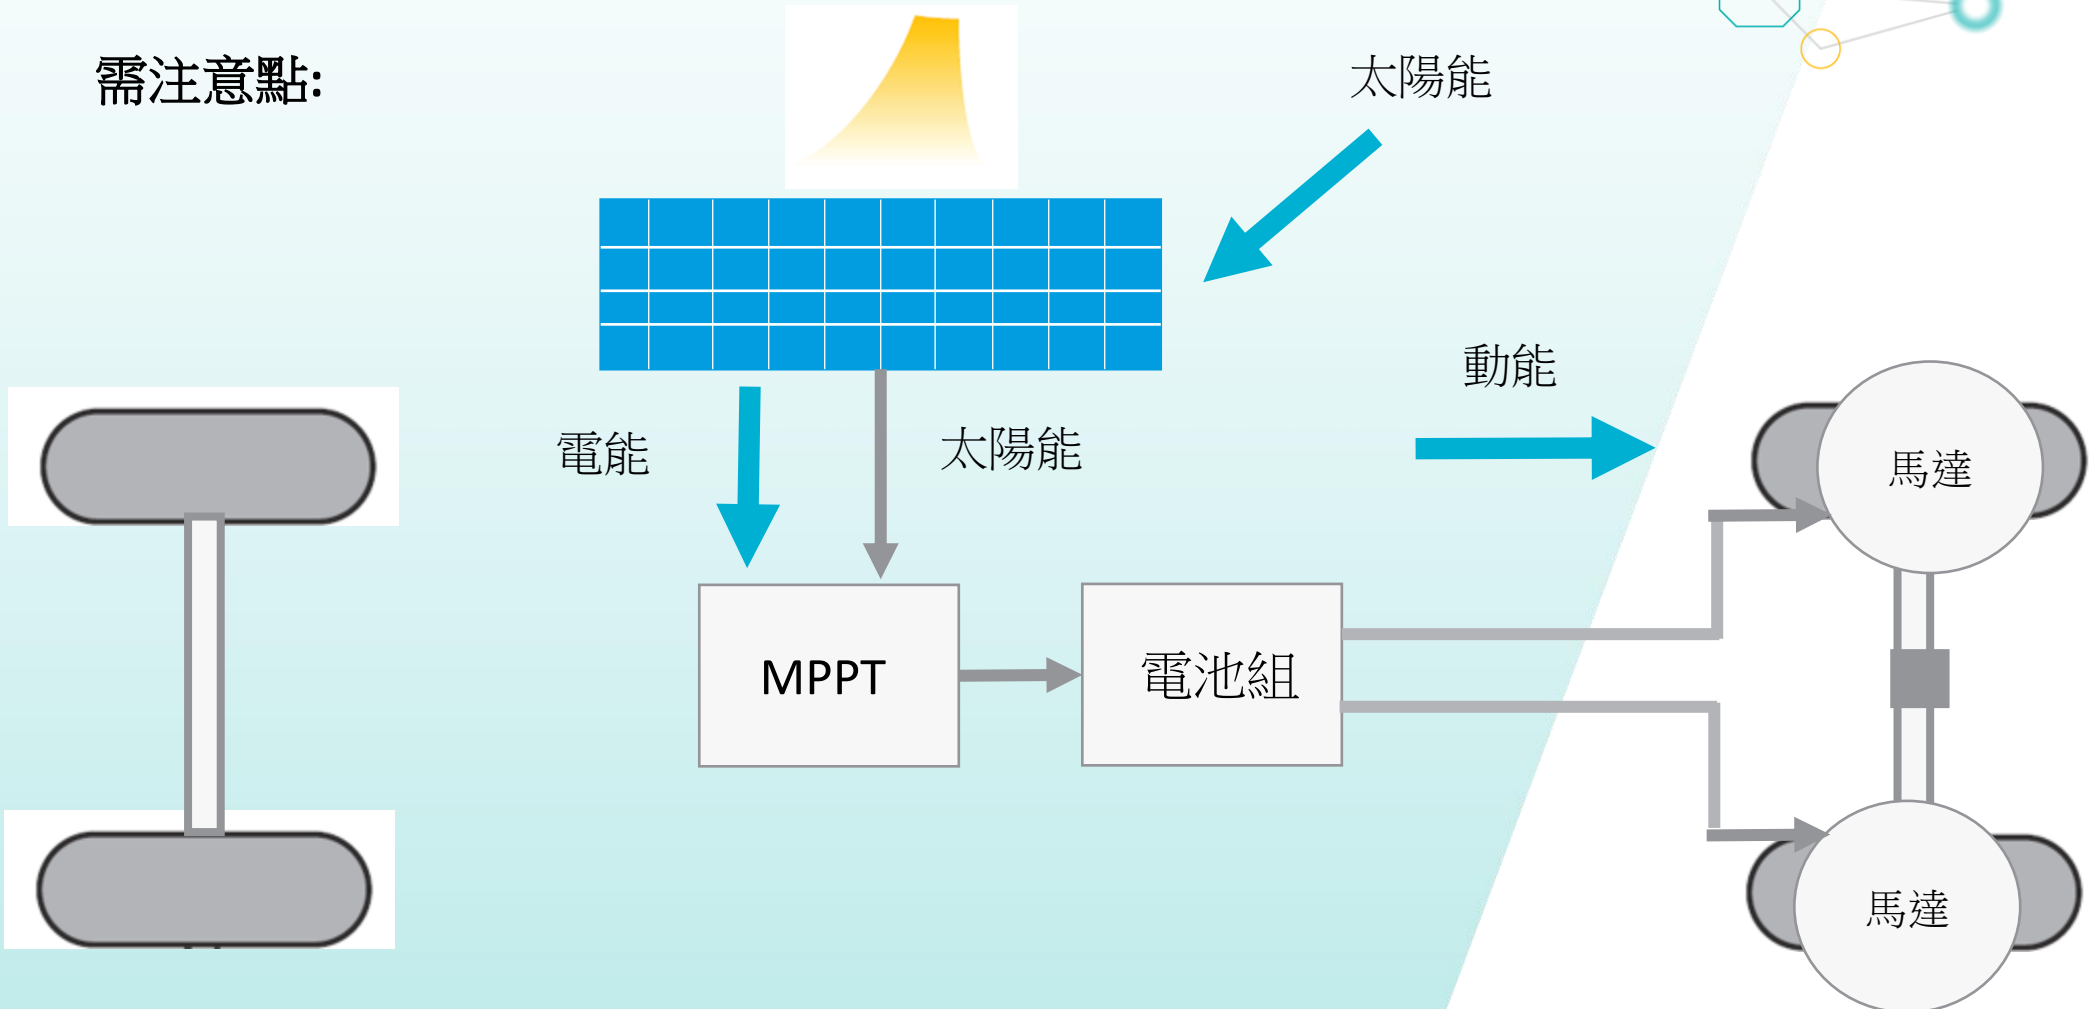 需注意點:
太陽能
動能
電能
太陽能
馬達
MPPT
電池組
馬達